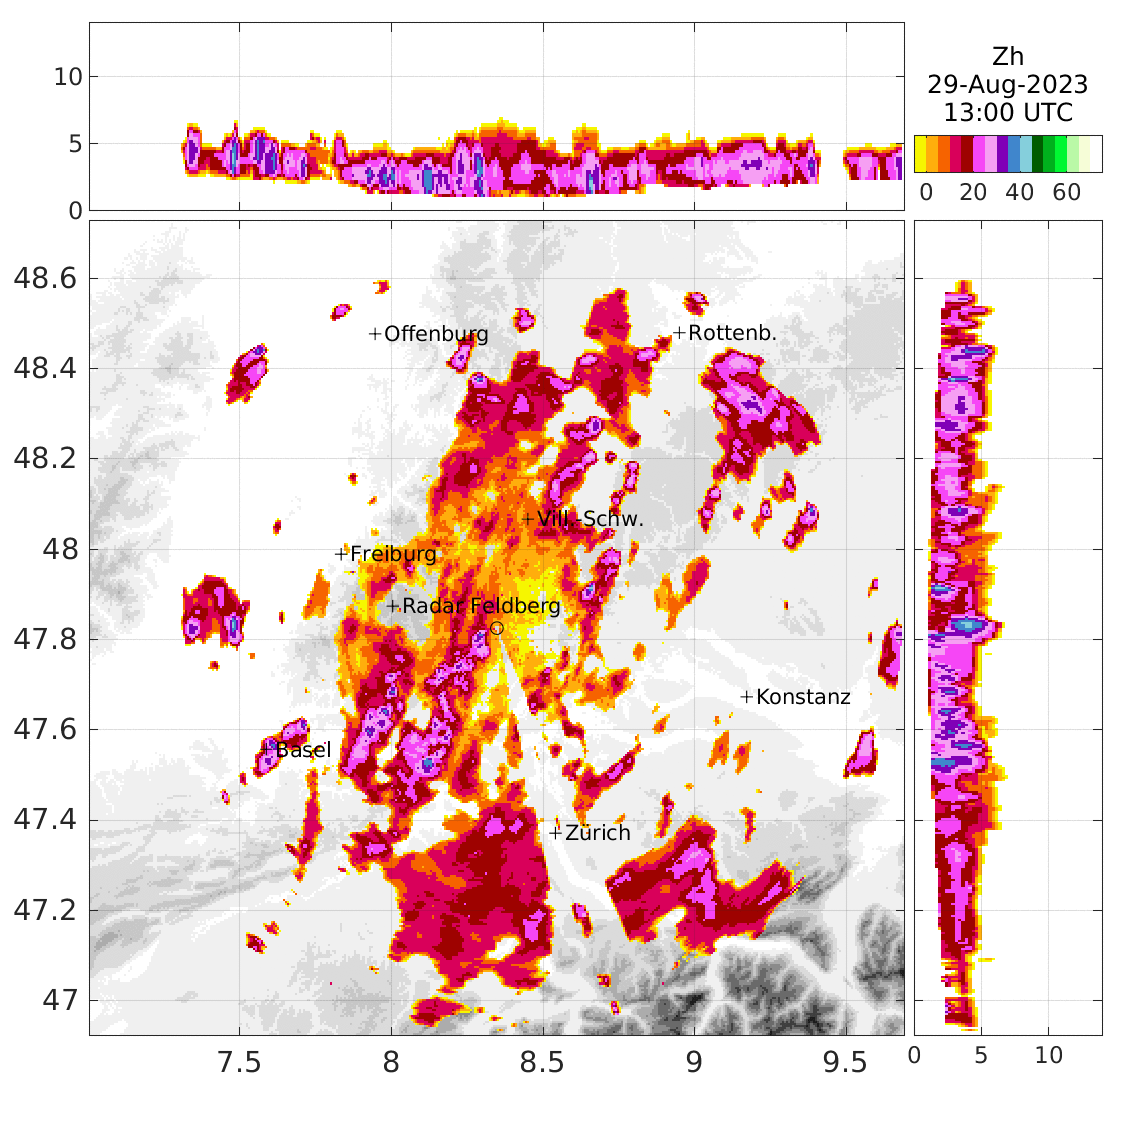 10
5
0
Zh
29-Aug-2023
13:00 UTC
0 20 40 60
48.6
48.4
48.2
48
47.8
47.6
47.4
47.2
47
+Offenburg
+Rottenb.
+Vill.-Schw.
+Freiburg
+Radar Feldberg
+Konstanz
+Basel
+Zürich
7.5 8 8.5 9 9.5
0 5 10